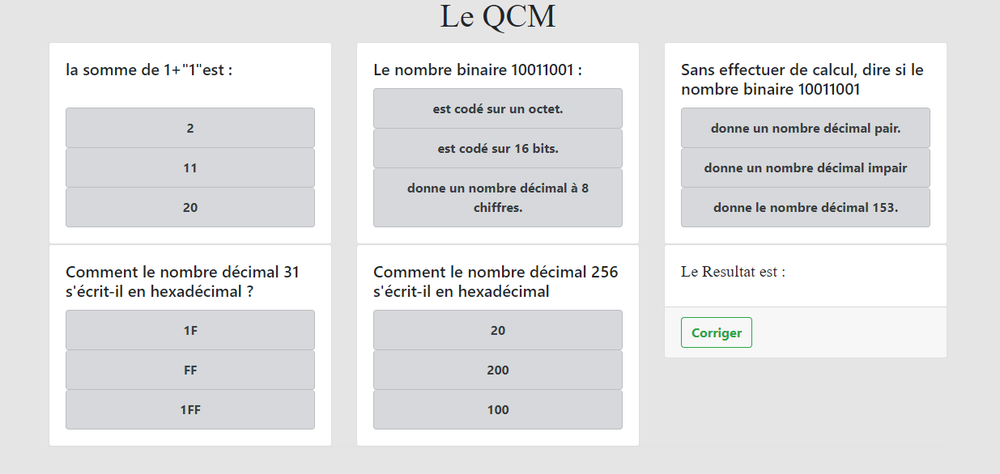 Le QCM
la somme de 1+"1"est :
2
11
20
Le nombre binaire 10011001 :
est codé sur un octet.
est codé sur 16 bits.
donne un nombre décimal à 8
chiffres.
Sans effectuer de calcul, dire si le
nombre binaire 10011001
donne un nombre décimal pair.
donne un nombre décimal impair
donne le nombre décimal 153.
Comment le nombre décimal 31
s'écrit-il en hexadécimal ?
1F
FF
1FF
Comment le nombre décimal 256
s'écrit-il en hexadécimal
20
200
100
Le Resultat est :
Corriger